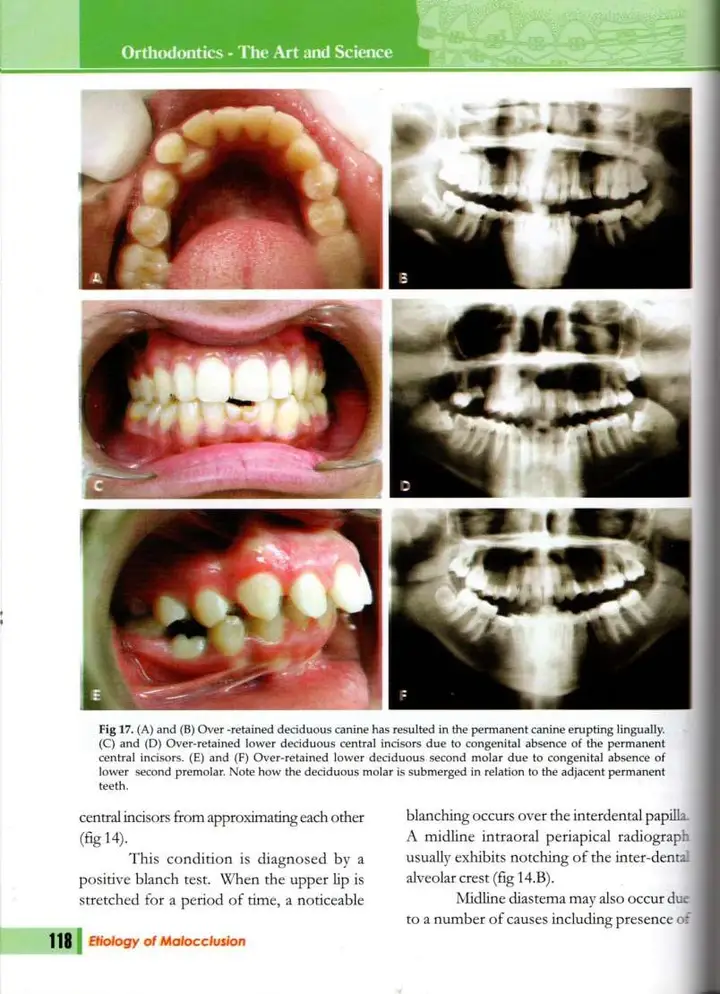 Orthodontics - The Art and Science
A
B
C
D
E
F
Fig 17. (A) and (B) Over -retained deciduous canine has resulted in the permanent canine erupting lingually.
(C) and (D) Over-retained lower deciduous central incisors due to congenital absence of the permanent
central incisors. (E) and (F) Over-retained lower deciduous second molar due to congenital absence of
lower second premolar. Note how the deciduous molar is submerged in relation to the adjacent permanent
teeth.
central incisors from approximating each other
(fig 14).
This condition is diagnosed by a
positive blanch test. When the upper lip is
stretched for a period of time, a noticeable
blanching occurs over the interdental papilla.
A midline intraoral periapical radiograph
usually exhibits notching of the inter-dental
alveolar crest (fig 14.B).
Midline diastema may also occur due
to a number of causes including presence of
118 Etiology of Malocclusion